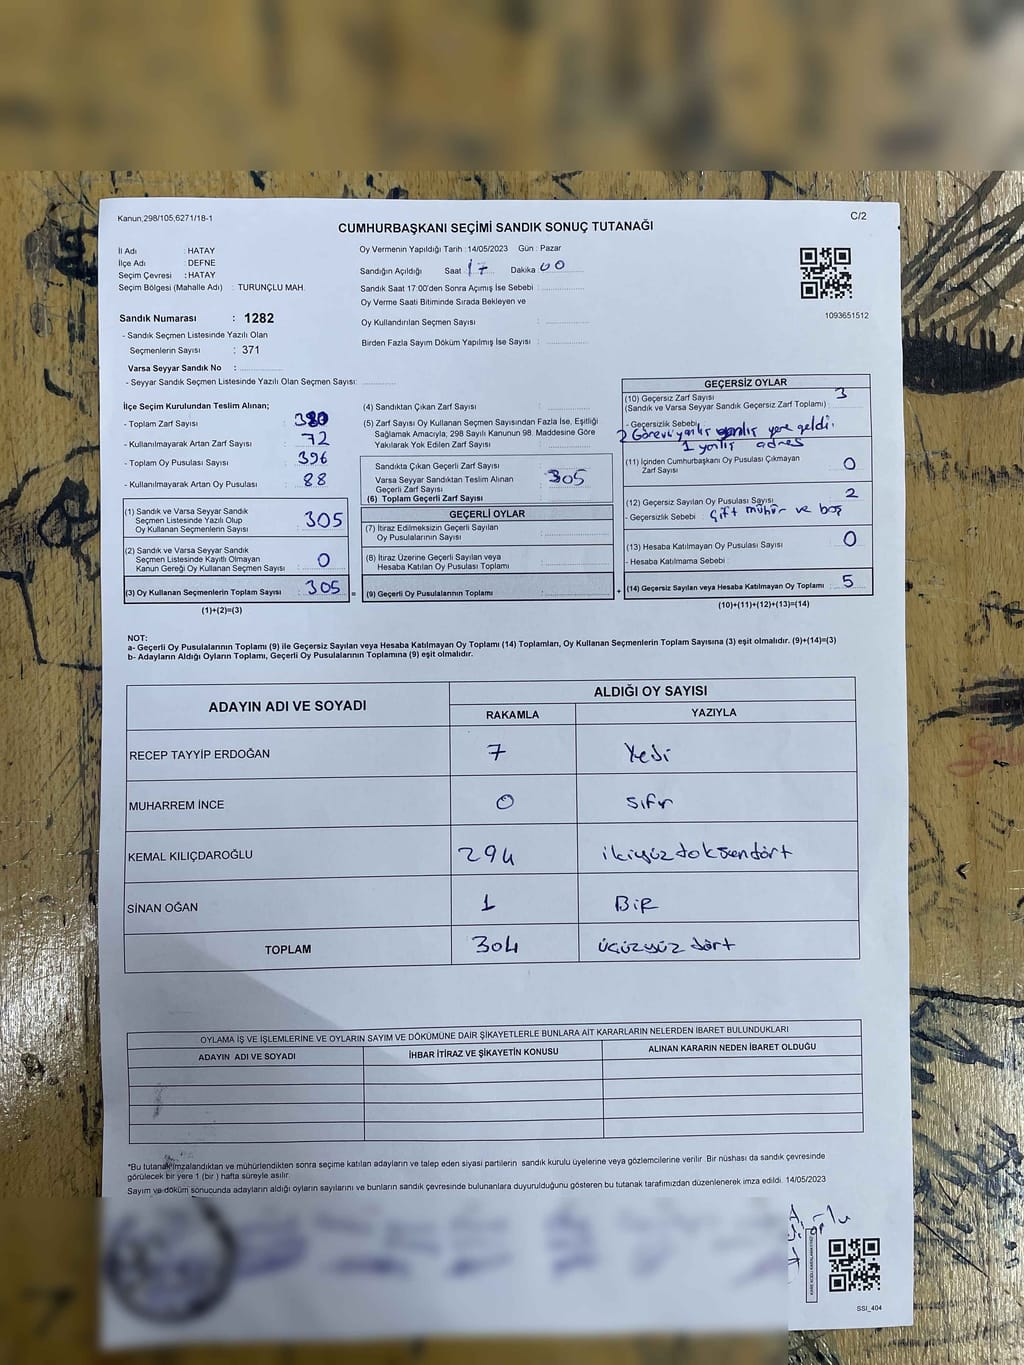 Kanun,298/105,6271/18-1
C/2
CUMHURBAŞKANI SEÇİMİ SANDIK SONUÇ TUTANAĞI
İl Adı : HATAY
İlçe Adı : DEFNE
Seçim Çevresi : HATAY
Seçim Bölgesi (Mahalle Adı) : TURUNÇLU MAH.
Sandık Numarası : 1282
- Sandık Seçmen Listesinde Yazılı Olan
Seçmenlerin Sayısı : 371
Varsa Seyyar Sandık No :
- Seyyar Sandık Seçmen Listesinde Yazılı Olan Seçmen Sayısı:
Oy Vermenin Yapıldığı Tarih :14/05/2023 Gün : Pazar
Sandığın Açıldığı Saat 17 Dakika 00
Sandık Saat 17:00'den Sonra Açımış İse Sebebi :
Oy Verme Saati Bitiminde Sırada Bekleyen ve
Oy Kullandırılan Seçmen Sayısı :
Birden Fazla Sayım Döküm Yapılmış İse Sayısı :
1093651512
İlçe Seçim Kurulundan Teslim Alınan;
- Toplam Zarf Sayısı : 380
- Kullanılmayarak Artan Zarf Sayısı : 72
- Toplam Oy Pusulası Sayısı : 396
- Kullanılmayarak Artan Oy Pusulası : 88
(1) Sandık ve Varsa Seyyar Sandık
Seçmen Listesinde Yazılı Olup
Oy Kullanan Seçmenlerin Sayısı : 305
(2) Sandık ve Varsa Seyyar Sandık
Seçmen Listesinde Kayıtlı Olmayan
Kanun Gereği Oy Kullanan Seçmen Sayısı : 0
(3) Oy Kullanan Seçmenlerin Toplam Sayısı : 305
(1)+(2)=(3)
(4) Sandıktan Çıkan Zarf Sayısı :
(5) Zarf Sayısı Oy Kullanan Seçmen Sayısından Fazla İse, Eşitliği
Sağlamak Amacıyla, 298 Sayılı Kanunun 98. Maddesine Göre
Yakılarak Yok Edilen Zarf Sayısı :
Sandıkta Çıkan Geçerli Zarf Sayısı
Varsa Seyyar Sandıktan Teslim Alınan
Geçerli Zarf Sayısı
(6) Toplam Geçerli Zarf Sayısı : 305
GEÇERLİ OYLAR
(7) İtiraz Edilmeksizin Geçerli Sayılan
Oy Pusulalarının Sayısı :
(8) İtiraz Üzerine Geçerli Sayılan veya
Hesaba Katılan Oy Pusulası Toplamı :
= (9) Geçerli Oy Pusulalarının Toplamı :
GEÇERSİZ OYLAR
(10) Geçersiz Zarf Sayısı 3
(Sandık ve Varsa Seyyar Sandık Geçersiz Zarf Toplamı) :
- Geçersizlik Sebebi
2 Görevli yanlış yere geldi.
1 yanlış adres
(11) İçinden Cumhurbaşkanı Oy Pusulası Çıkmayan
Zarf Sayısı : 0
(12) Geçersiz Sayılan Oy Pusulası Sayısı : 2
- Geçersizlik Sebebi : Çift mühür ve boş
(13) Hesaba Katılmayan Oy Pusulası Sayısı : 0
- Hesaba Katılmama Sebebi :
+ (14) Geçersiz Sayılan veya Hesaba Katılmayan Oy Toplamı : 5
(10)+(11)+(12)+(13)=(14)
NOT:
a- Geçerli Oy Pusulalarının Toplamı (9) ile Geçersiz Sayılan veya Hesaba Katılmayan Oy Toplamı (14) Toplamları, Oy Kullanan Seçmenlerin Toplam Sayısına (3) eşit olmalıdır. (9)+(14)=(3)
b- Adayların Aldığı Oyların Toplamı, Geçerli Oy Pusulalarının Toplamına (9) eşit olmalıdır.
ADAYIN ADI VE SOYADI ALDIĞI OY SAYISI
RAKAMLA YAZIYLA
RECEP TAYYİP ERDOĞAN 7 Yedi
MUHARREM İNCE 0 Sıfır
KEMAL KILIÇDAROĞLU 294 ikiyüzdoksandört
SİNAN OĞAN 1 BİR
TOPLAM 304 üçüzyüz dört
OYLAMA İŞ VE İŞLEMLERİNE VE OYLARIN SAYIM VE DÖKÜMÜNE DAİR ŞİKAYETLERLE BUNLARA AİT KARARLARIN NELERDEN İBARET BULUNDUKLARI
ADAYIN ADI VE SOYADI İHBAR İTİRAZ VE ŞİKAYETİN KONUSU ALINAN KARARIN NEDEN İBARET OLDUĞU
*Bu tutanak imzalandıktan ve mühürlendikten sonra seçime katılan adayların ve talep eden siyasi partilerin sandık kurulu üyelerine veya gözlemcilerine verilir. Bir nüshası da sandık çevresinde
görülecek bir yere 1 (bir ) hafta süreyle asılır.
Sayım ve döküm sonucunda adayların aldığı oyların sayılarını ve bunların sandık çevresinde bulunanlara duyurulduğunu gösteren bu tutanak tarafımızdan düzenlenerek imza edildi. 14/05/2023
SSI_404